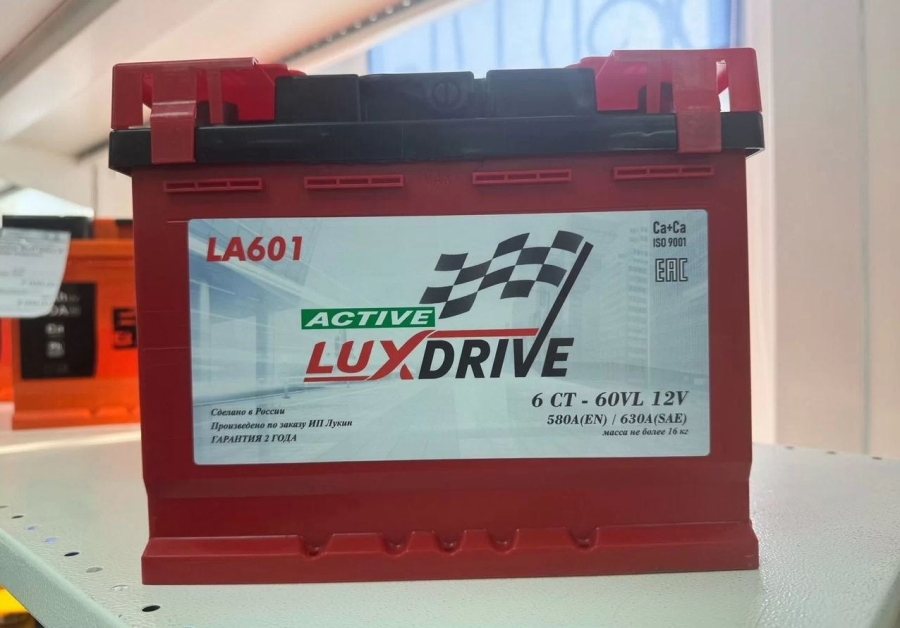 LA601
Ca+Ca
ISO 9001
EAC
ACTIVE
LUXDRIVE
6 CT - 60VL 12V
580A(EN) / 630A(SAE)
масса не более 16 кг
Сделано в России
Произведено по заказу ИП Лукин
ГАРАНТИЯ 2 ГОДА